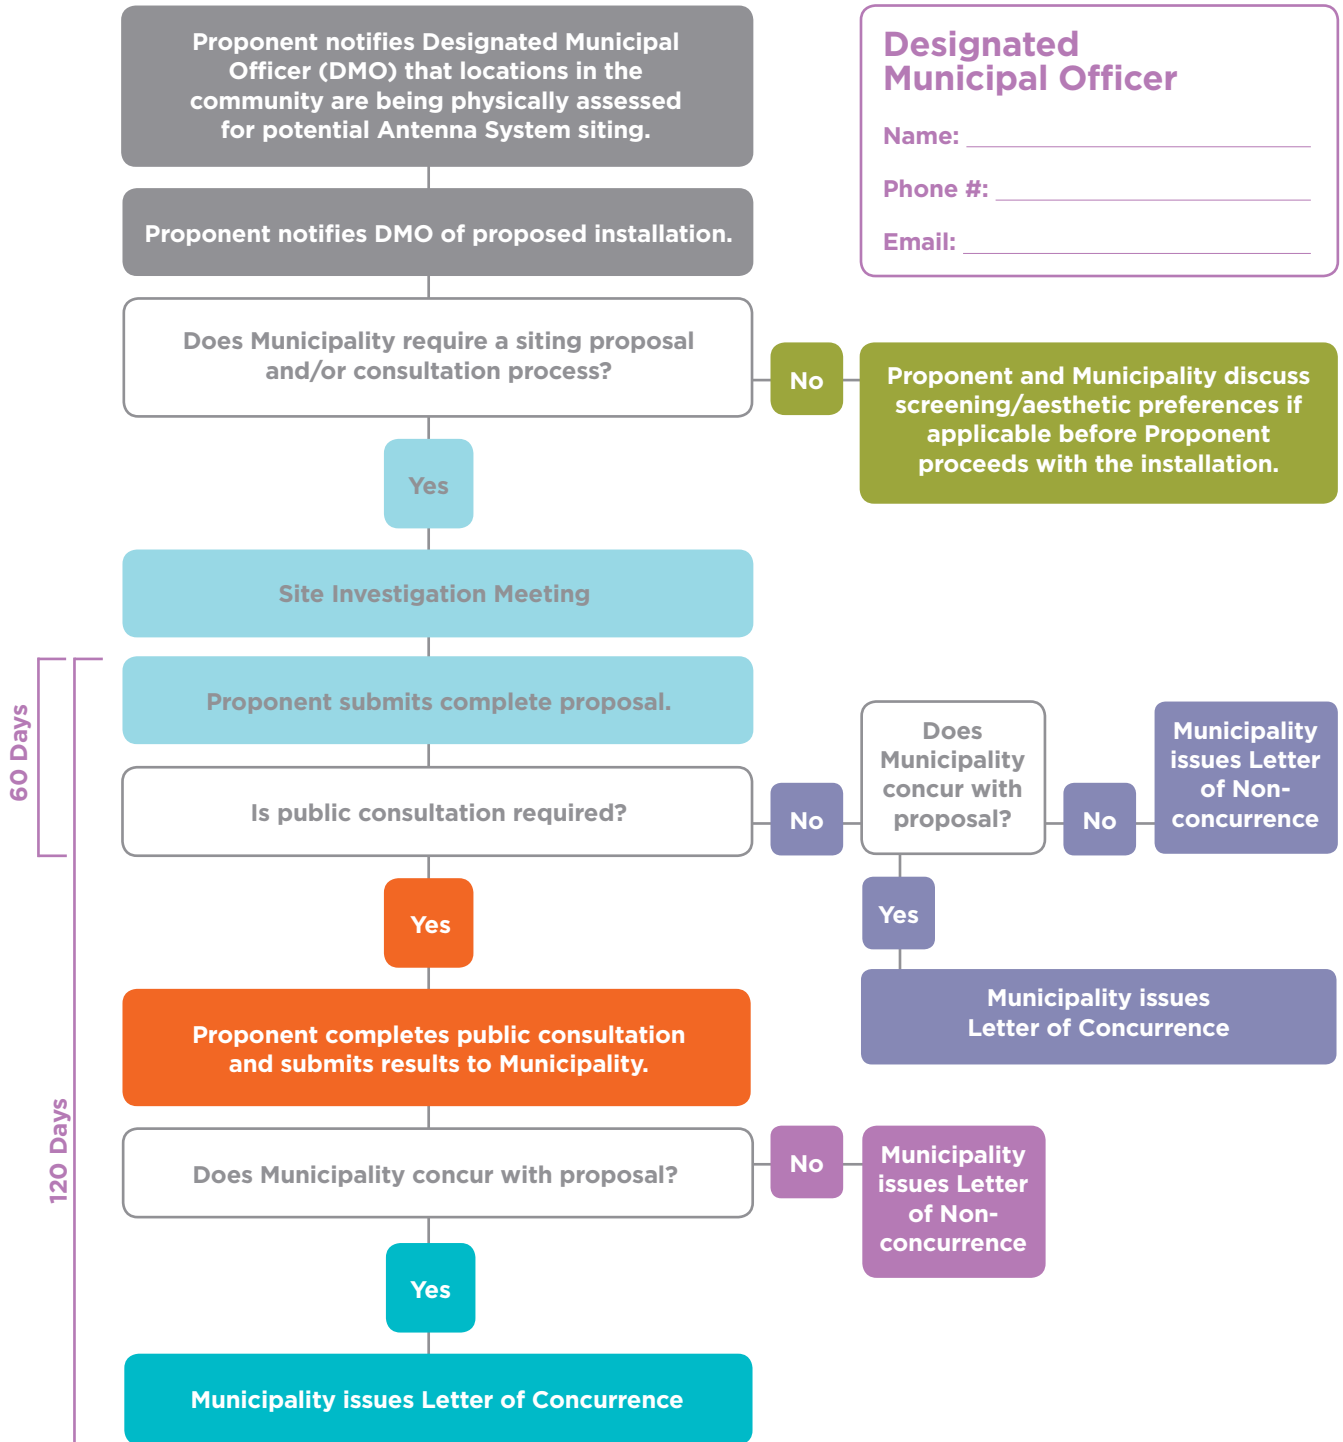 Proponent notifies Designated Municipal
Officer (DMO) that locations in the
community are being physically assessed
for potential Antenna System siting.
Designated
Municipal Officer
Name:
Phone #:
Email:
Proponent notifies DMO of proposed installation.
Does Municipality require a siting proposal
and/or consultation process?
No
Proponent and Municipality discuss
screening/aesthetic preferences if
applicable before Proponent
proceeds with the installation.
Yes
Site Investigation Meeting
60 Days
120 Days
Proponent submits complete proposal.
Is public consultation required?
No
Does
Municipality
concur with
proposal?
No
Municipality
issues Letter
of Non-
concurrence
Yes
Municipality issues
Letter of Concurrence
Yes
Proponent completes public consultation
and submits results to Municipality.
Does Municipality concur with proposal?
No
Municipality
issues Letter
of Non-
concurrence
Yes
Municipality issues Letter of Concurrence